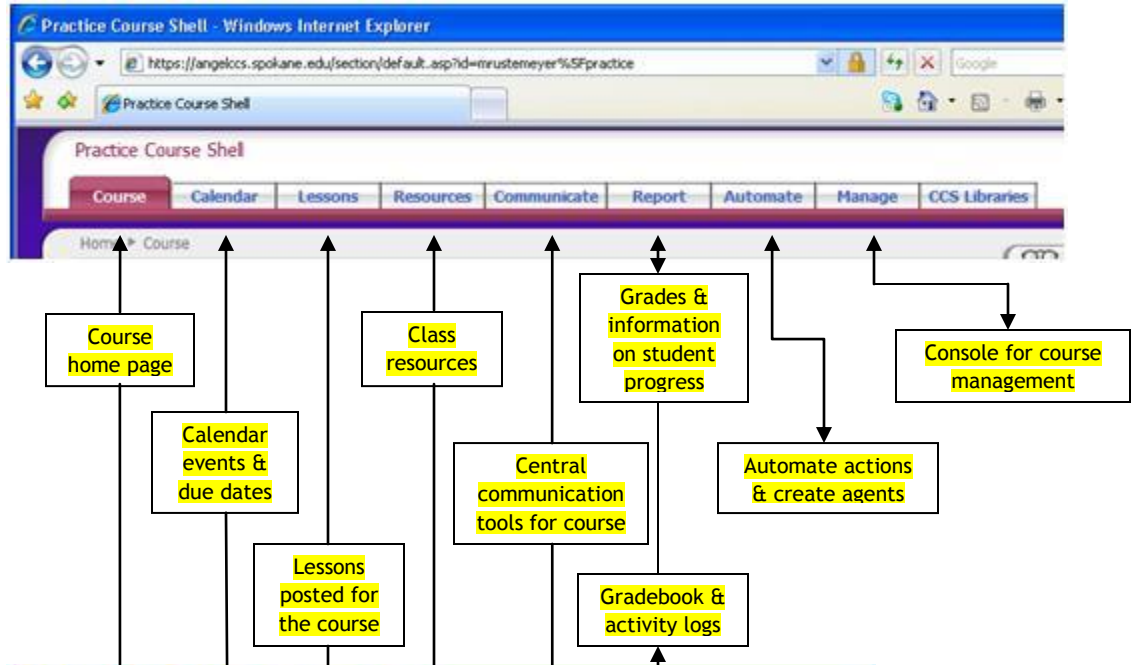 Practice Course Shell - Windows Internet Explorer
https://angelccs.spokane.edu/section/default.asp?id=mrustemeyer%5Fpractice
Google
Practice Course Shell
Practice Course Shell
Course Calendar Lessons Resources Communicate Report Automate Manage CCS Libraries
Home Course
Course
home page
Class
resources
Grades &
information
on student
progress
Console for course
management
Calendar
events &
due dates
Central
communication
tools for course
Automate actions
& create agents
Lessons
posted for
the course
Gradebook &
activity logs